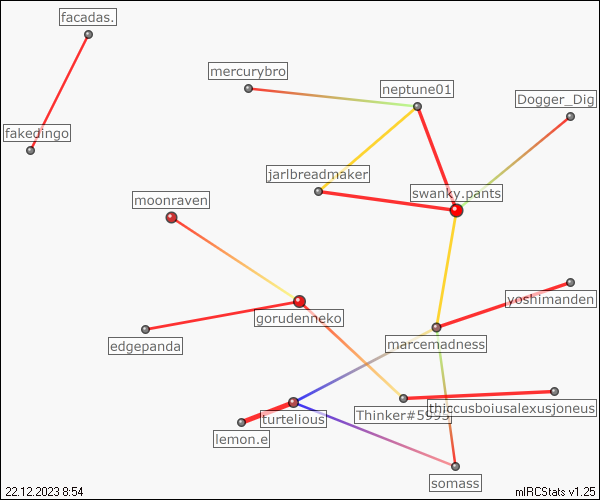 facadas.
mercurybro
neptune01
Dogger_Dig
fakedingo
jarlbreadmaker
swanky.pants
moonraven
yoshimanden
gorudenneko
edgepanda
marcemadness
thiccusboiusalexusjoneus
Thinker#5995
turtelious
lemon.e
somass
22.12.2023 8:54
mIRCStats v1.25